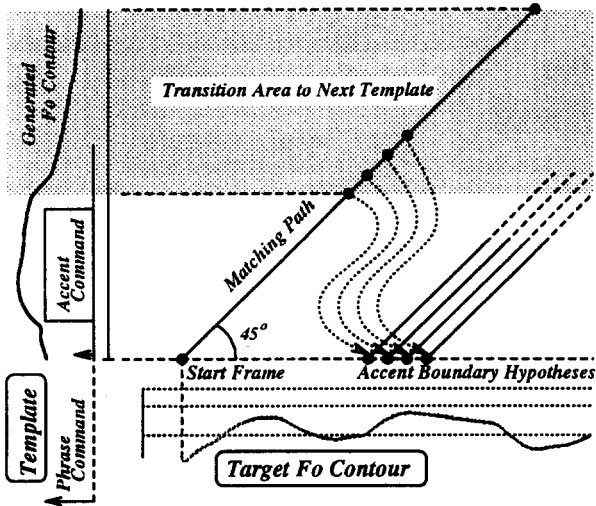 Generated
Fo Contour
Transition Area to Next Template
Accent
Command
Matching Path
45°
Start Frame
Accent Boundary Hypotheses
Template
Phrase
Command
Target Fo Contour